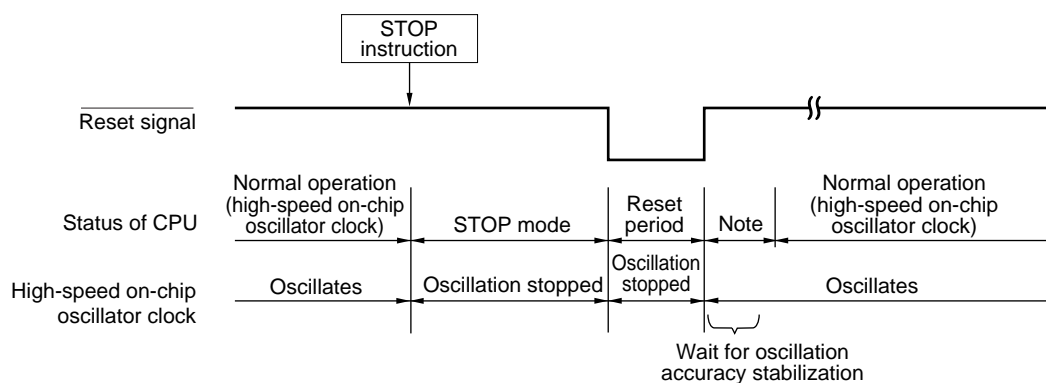 STOP
instruction
Reset signal
Status of CPU
Normal operation
(high-speed on-chip
oscillator clock)
STOP mode
Reset
period
Note
Normal operation
(high-speed on-chip
oscillator clock)
High-speed on-chip
oscillator clock
Oscillates
Oscillation stopped
Oscillation
stopped
Oscillates
Wait for oscillation
accuracy stabilization